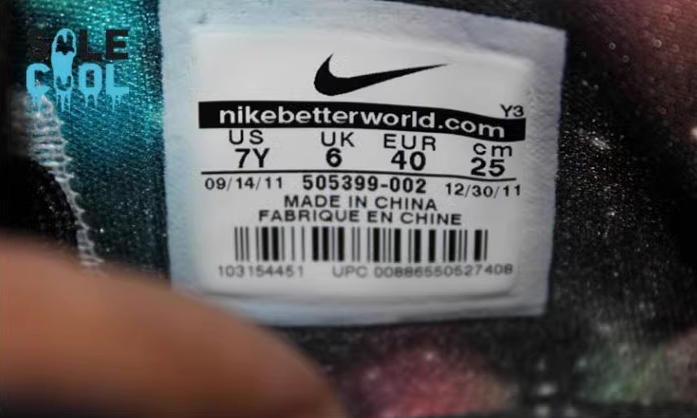 SOLE
COOL
Y3
nikebetterworld.com
US UK EUR cm
7Y 6 40 25
09/14/11 505399-002 12/30/11
MADE IN CHINA
FABRIQUE EN CHINE
103154451 UPC 00886550527408